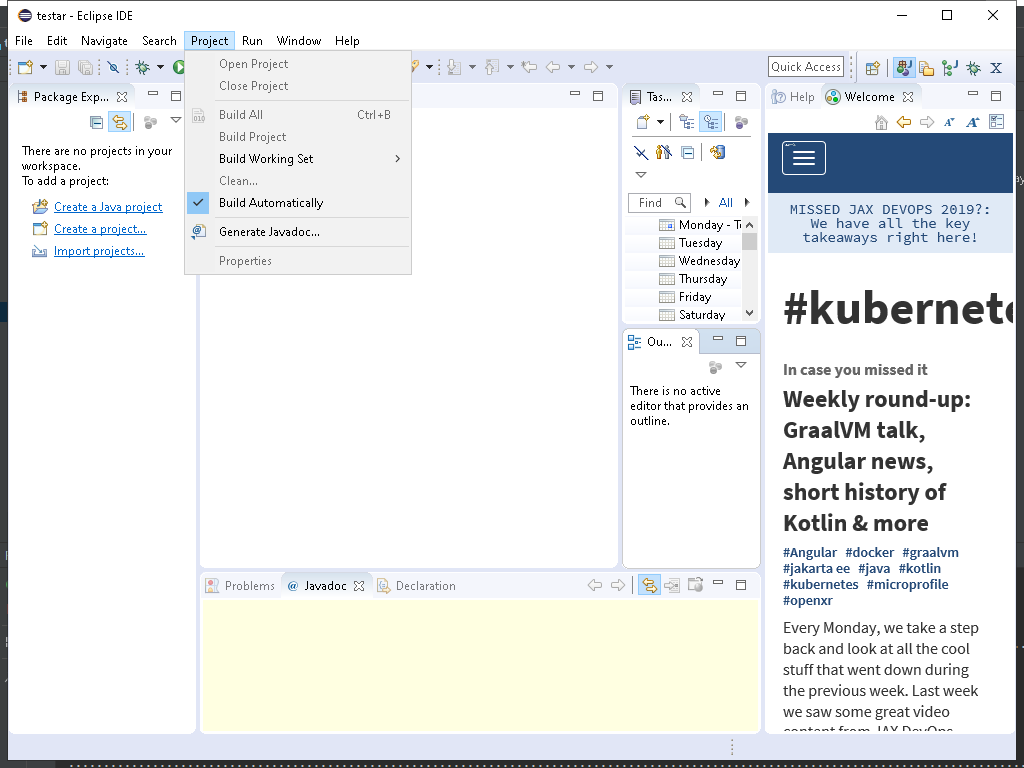 testar - Eclipse IDE
File Edit Navigate Search Project Run Window Help
Quick Access
Open Project
Close Project
Build All Ctrl+B
Build Project
Build Working Set
Clean...
Build Automatically
Generate Javadoc...
Properties
Package Exp...
There are no projects in your
workspace.
To add a project:
Create a Java project
Create a project...
Import projects...
Tas...
Find
All
Monday - T
Tuesday
Wednesday
Thursday
Friday
Saturday
Ou...
There is no active
editor that provides an
outline.
Problems @ Javadoc Declaration
Help Welcome
MISSED JAX DEVOPS 2019?:
We have all the key
takeaways right here!
#kubernete
In case you missed it
Weekly round-up:
GraalVM talk,
Angular news,
short history of
Kotlin & more
#Angular #docker #graalvm
#jakarta ee #java #kotlin
#kubernetes #microprofile
#openxr
Every Monday, we take a step
back and look at all the cool
stuff that went down during
the previous week. Last week
we saw some great video
content from JAX DevOps